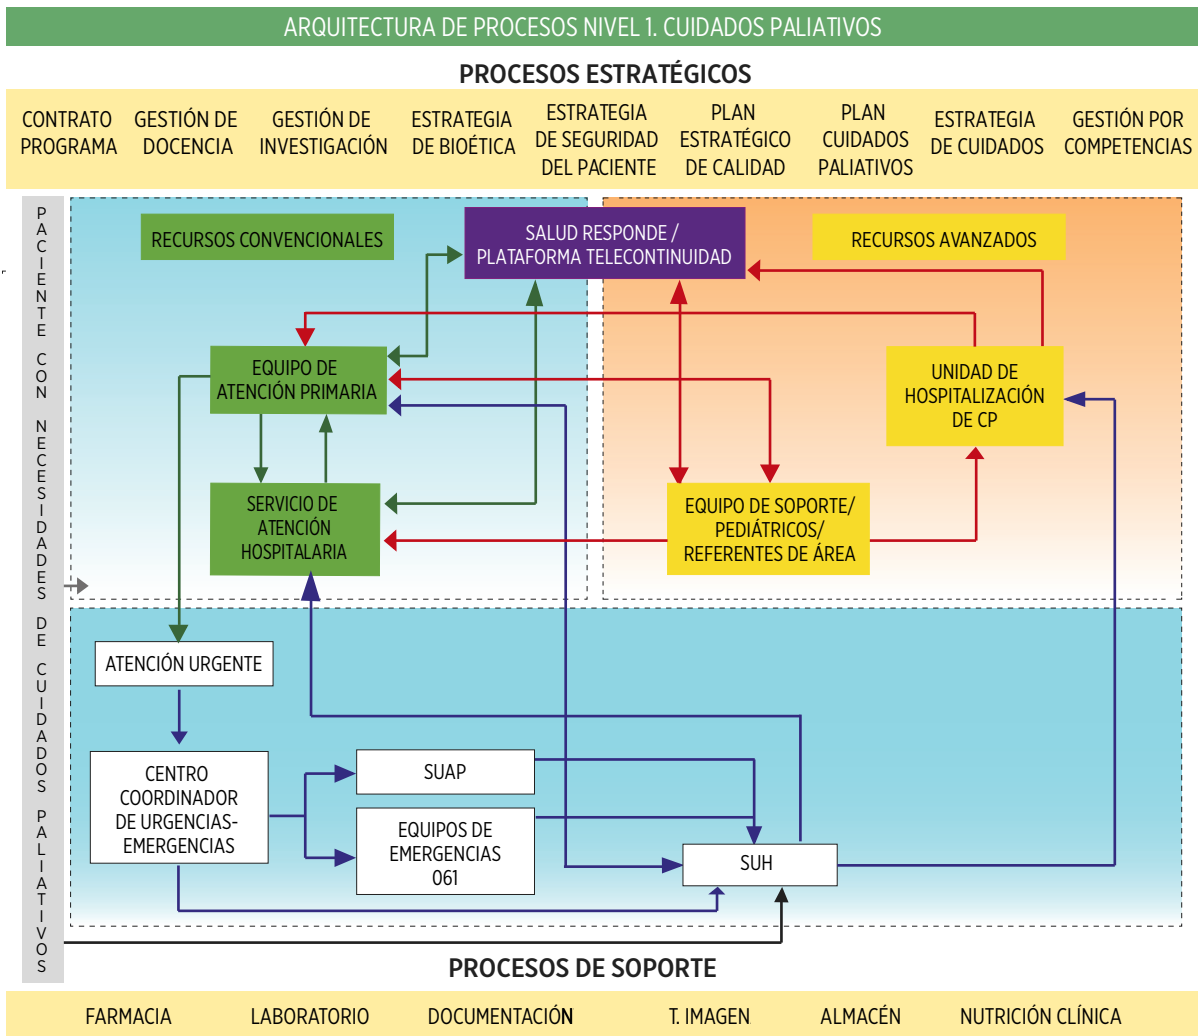 ARQUITECTURA DE PROCESOS NIVEL 1. CUIDADOS PALIATIVOS
PROCESOS ESTRATÉGICOS
CONTRATO
PROGRAMA
GESTIÓN DE
DOCENCIA
GESTIÓN DE
INVESTIGACIÓN
ESTRATEGIA
DE BIOÉTICA
ESTRATEGIA
DE SEGURIDAD
DEL PACIENTE
PLAN
ESTRATÉGICO
DE CALIDAD
PLAN
CUIDADOS
PALIATIVOS
ESTRATEGIA
DE CUIDADOS
GESTIÓN POR
COMPETENCIAS
PACIENTE CON NECESIDADES DE CUIDADOS PALIATIVOS
RECURSOS CONVENCIONALES
SALUD RESPONDE /
PLATAFORMA TELECONTINUIDAD
RECURSOS AVANZADOS
EQUIPO DE
ATENCIÓN PRIMARIA
UNIDAD DE
HOSPITALIZACIÓN
DE CP
SERVICIO DE
ATENCIÓN
HOSPITALARIA
EQUIPO DE SOPORTE/
PEDIÁTRICOS/
REFERENTES DE ÁREA
ATENCIÓN URGENTE
CENTRO
COORDINADOR
DE URGENCIAS-
EMERGENCIAS
SUAP
EQUIPOS DE
EMERGENCIAS
061
SUH
PROCESOS DE SOPORTE
FARMACIA
LABORATORIO
DOCUMENTACIÓN
T. IMAGEN
ALMACÉN
NUTRICIÓN CLÍNICA